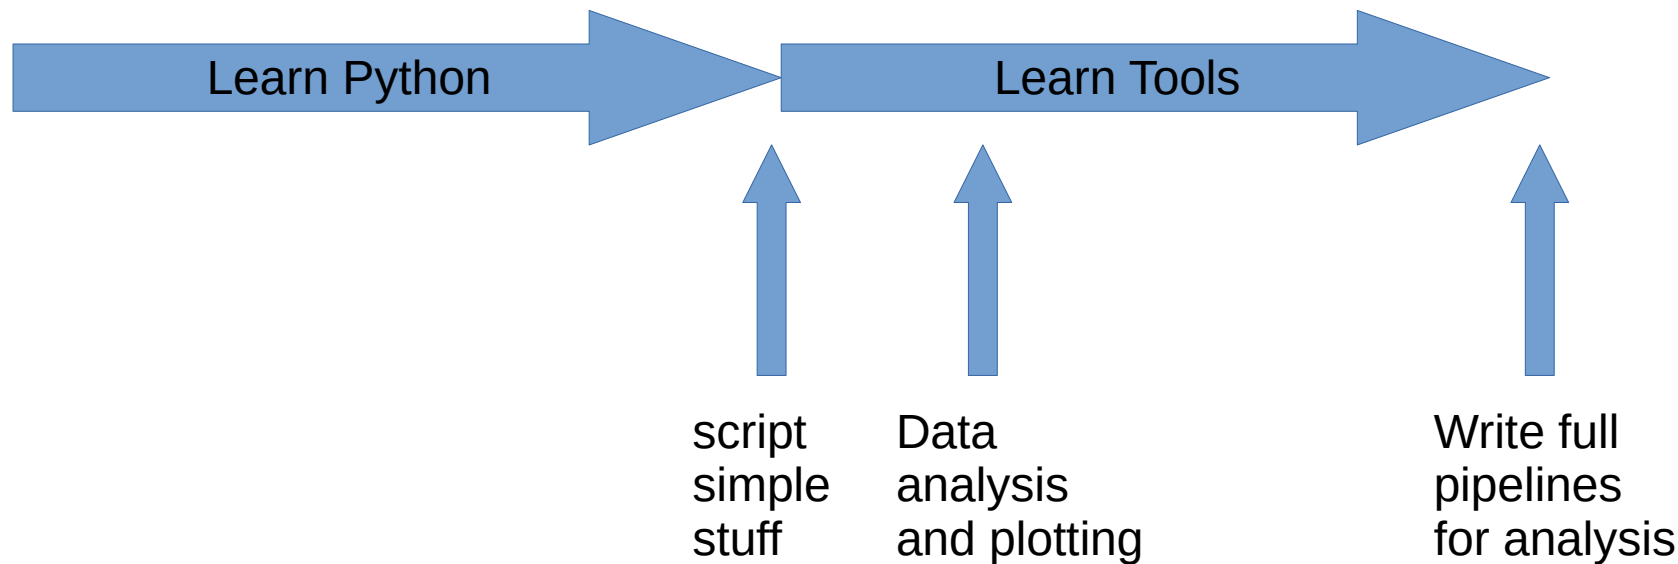 Learn Python
Learn Tools
script
simple
stuff
Data
analysis
and plotting
Write full
pipelines
for analysis